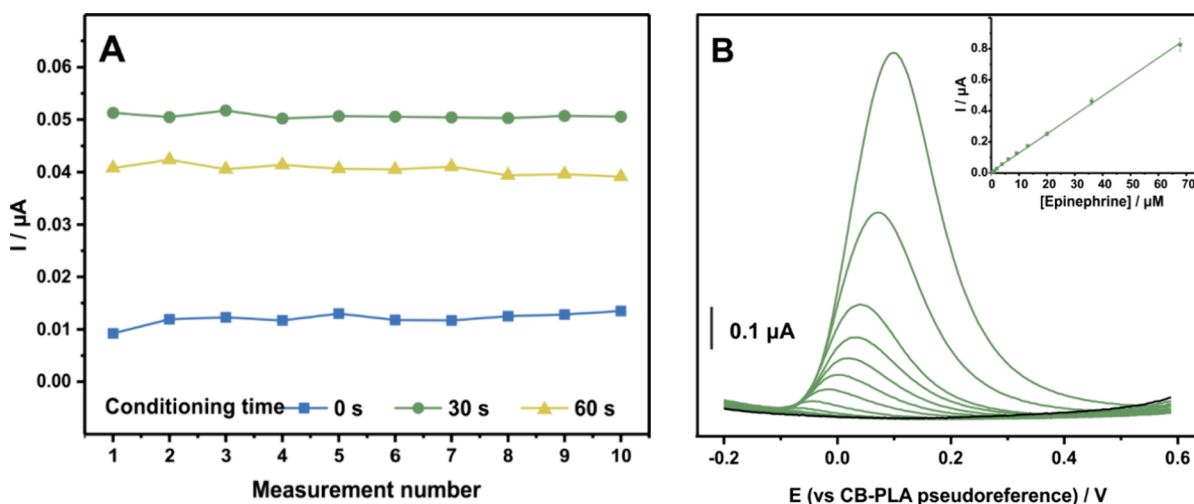 A
0.06
0.05
0.04
0.03
0.02
0.01
0.00
I / µA
Conditioning time 0 s 30 s 60 s
1 2 3 4 5 6 7 8 9 10
Measurement number
B
0.1 µA
-0.2 0.0 0.2 0.4 0.6
E (vs CB-PLA pseudoreference) / V
0.8
0.6
0.4
0.2
0.0
I / µA
0 10 20 30 40 50 60 70
[Epinephrine] / µM